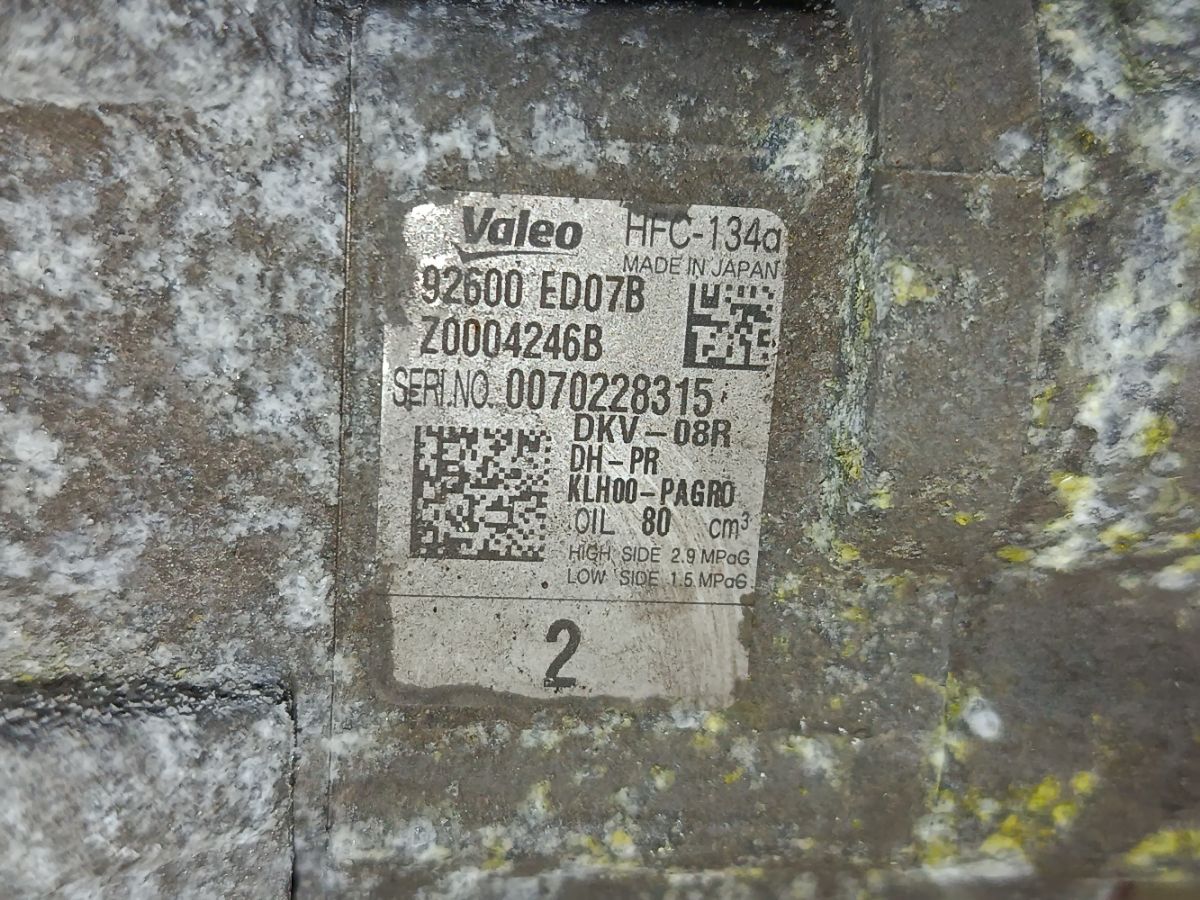 Valeo HFC-134a
MADE IN JAPAN
92600 ED07B
Z0004246B
SERI.NO. 0070228315
DKV-08R
DH-PR
KLH00-PAGR0
OIL 80 cm³
HIGH SIDE 2.9 MPaG
LOW SIDE 1.5 MPaG
2